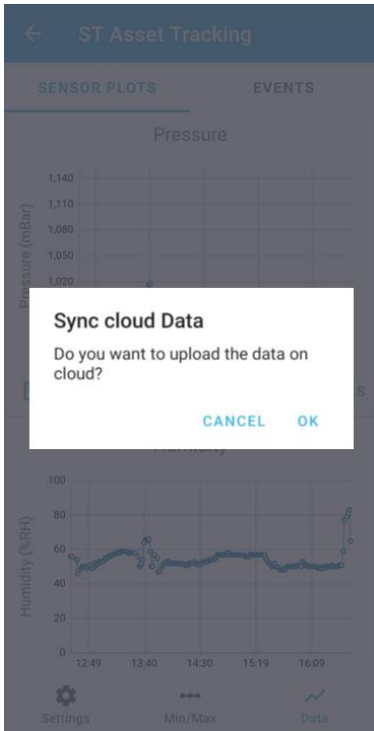 ST Asset Tracking
SENSOR PLOTS
EVENTS
Pressure
1,140
1,110
1,080
1,050
1,020
Pressure (mBar)
Sync cloud Data
Do you want to upload the data on
cloud?
CANCEL
OK
S
Humidity
100
80
60
40
20
0
Humidity (%RH)
12:49
13:40
14:30
15:19
16:09
Settings
Min/Max
Data